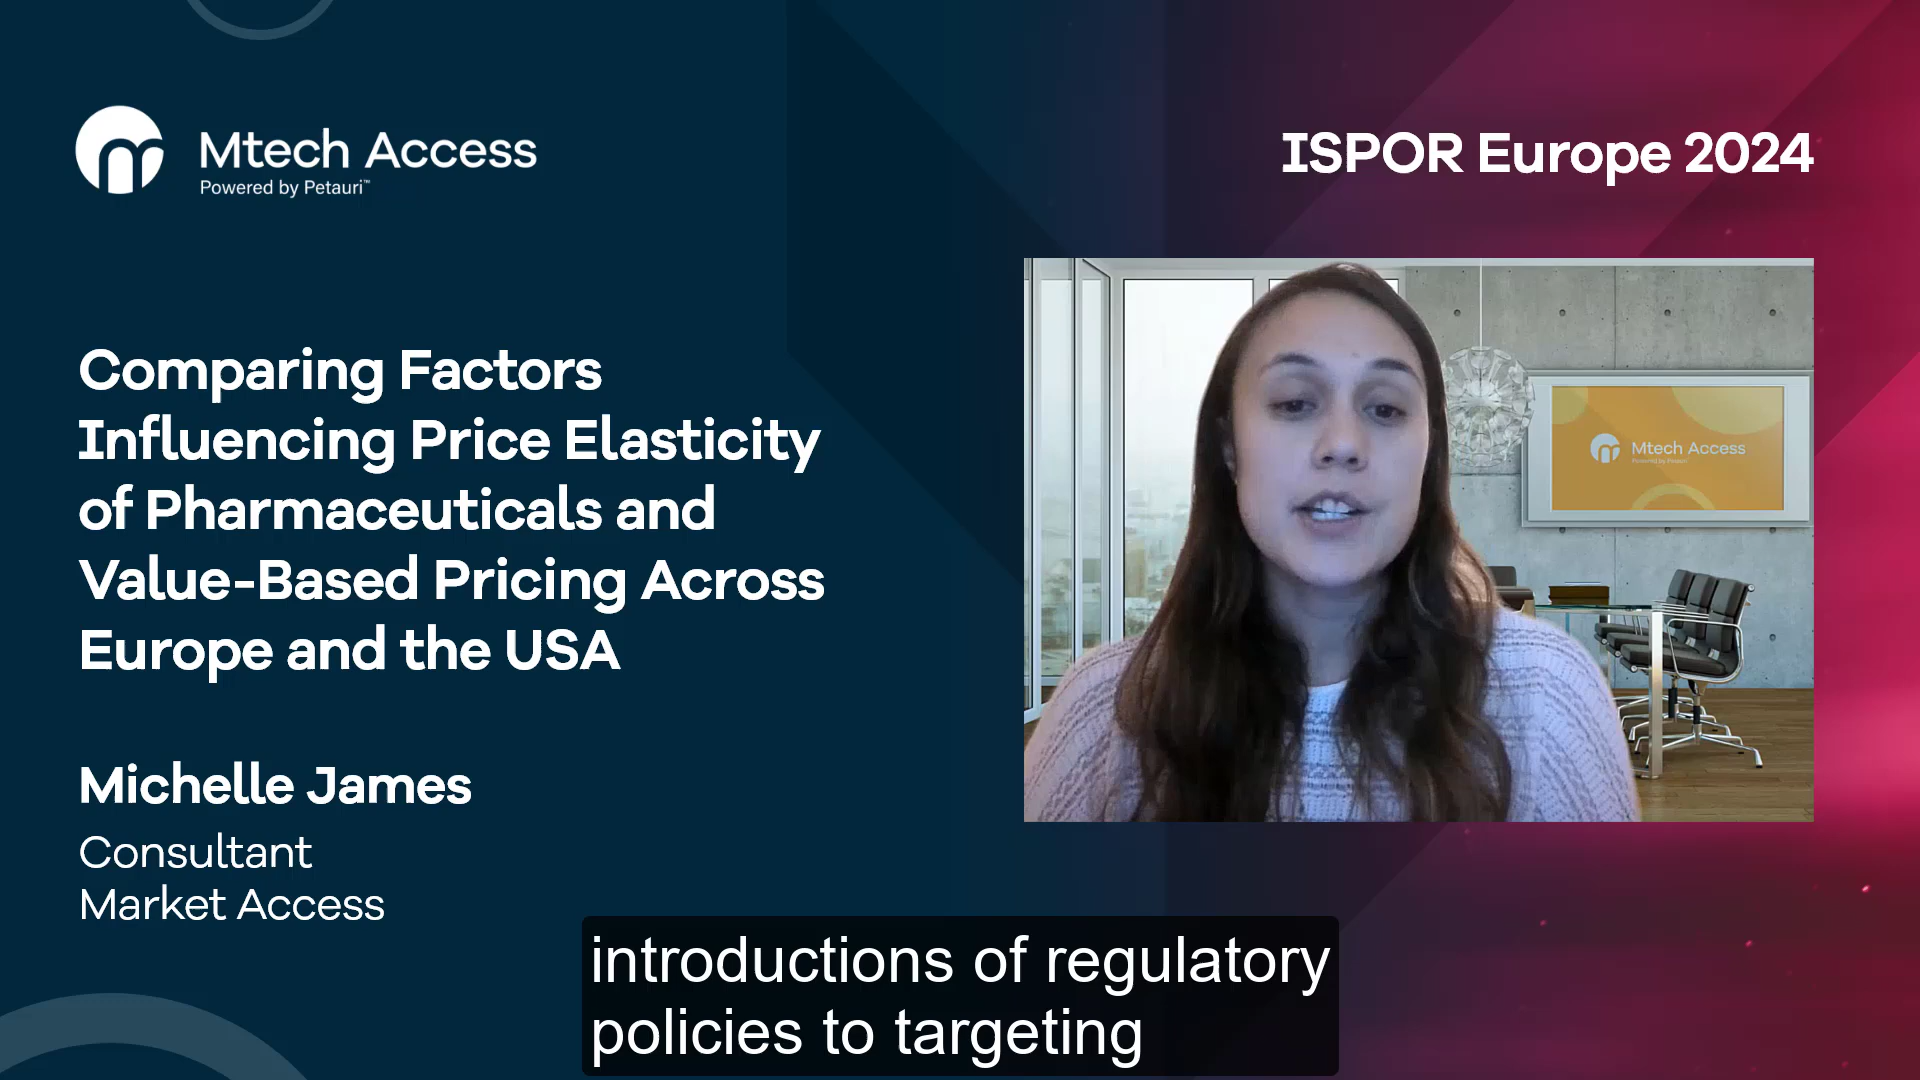 Mtech Access
Powered by Petauri™
ISPOR Europe 2024
Comparing Factors
Influencing Price Elasticity
of Pharmaceuticals and
Value-Based Pricing Across
Europe and the USA
Mtech Access
Michelle James
Consultant
Market Access
introductions of regulatory
policies to targeting